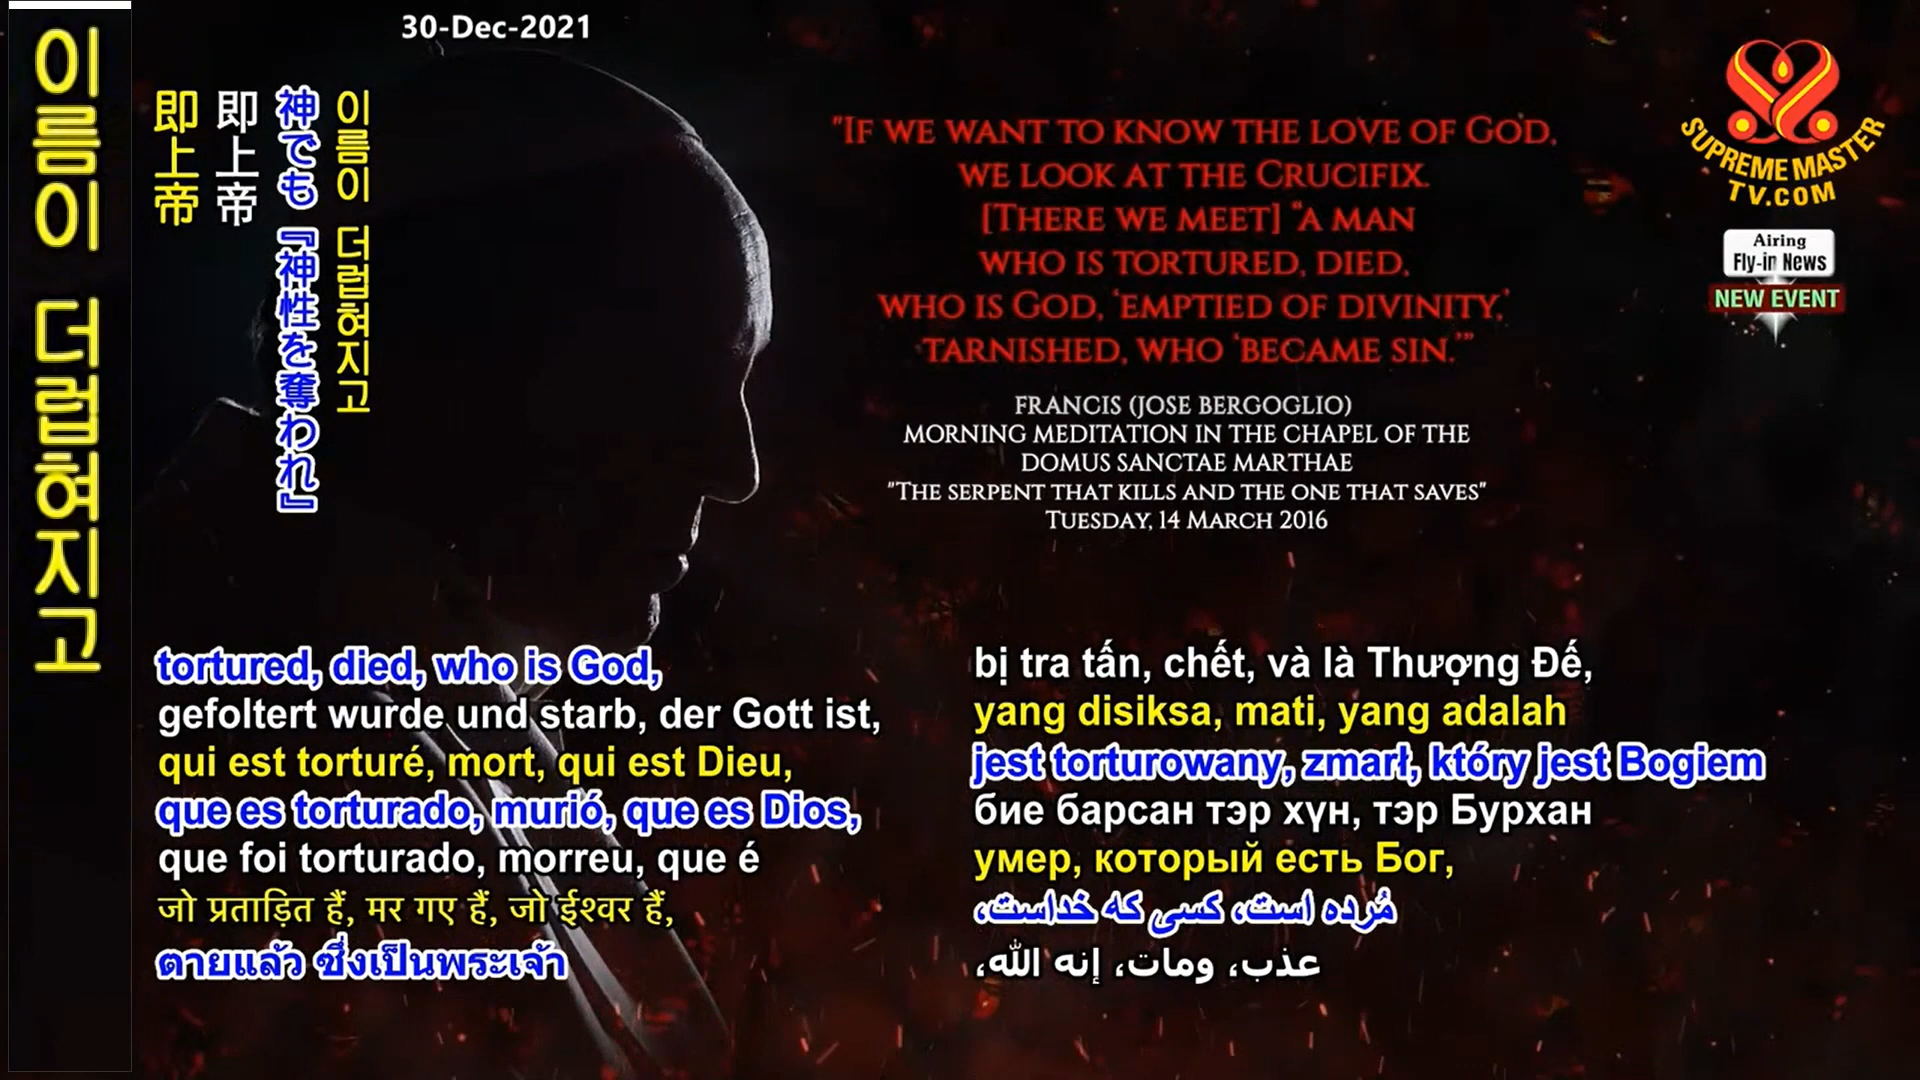 30-Dec-2021
이름이 더럽혀지고
即上帝
即上帝
神でも『神性を奪われ』
이름이 더럽혀지고
"If we want to know the love of God,
we look at the Crucifix.
[There we meet] “a man
who is tortured, died,
who is God, ‘emptied of divinity,’
tarnished, who ‘became sin.’”
FRANCIS (JOSE BERGOGLIO)
MORNING MEDITATION IN THE CHAPEL OF THE
DOMUS SANCTAE MARTHAE
"The serpent that kills and the one that saves"
Tuesday, 14 March 2016
SUPREME MASTER
TV.COM
Airing
Fly-in News
NEW EVENT
tortured, died, who is God,
gefoltert wurde und starb, der Gott ist,
qui est torturé, mort, qui est Dieu,
que es torturado, murió, que es Dios,
que foi torturado, morreu, que é
जो प्रताड़ित हैं, मर गए हैं, जो ईश्वर हैं,
ตายแล้ว ซึ่งเป็นพระเจ้า
bị tra tấn, chết, và là Thượng Đế,
yang disiksa, mati, yang adalah
jest torturowany, zmarł, który jest Bogiem
бие барсан тэр хүн, тэр Бурхан
умер, который есть Бог,
مُرده است، کسی که خداست،
عذب، ومات، إنه الله،